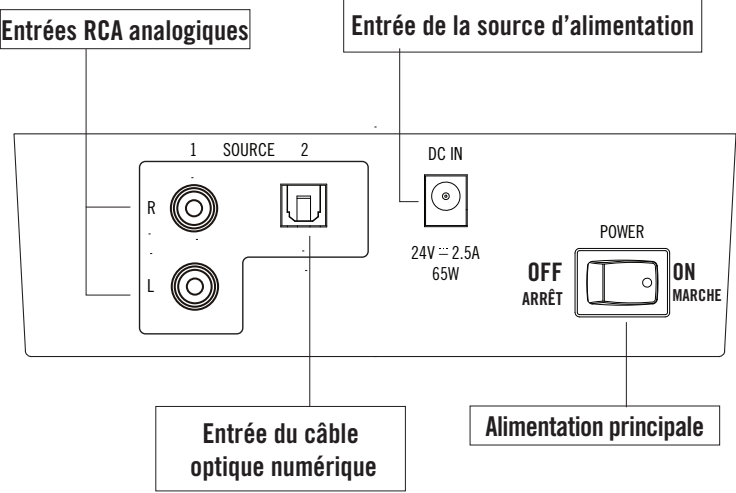 Entrées RCA analogiques
Entrée de la source d'alimentation
1 SOURCE 2
DC IN
R
L
24V ⎓ 2.5A
65W
POWER
OFF
ARRÊT
ON
MARCHE
Entrée du câble
optique numérique
Alimentation principale